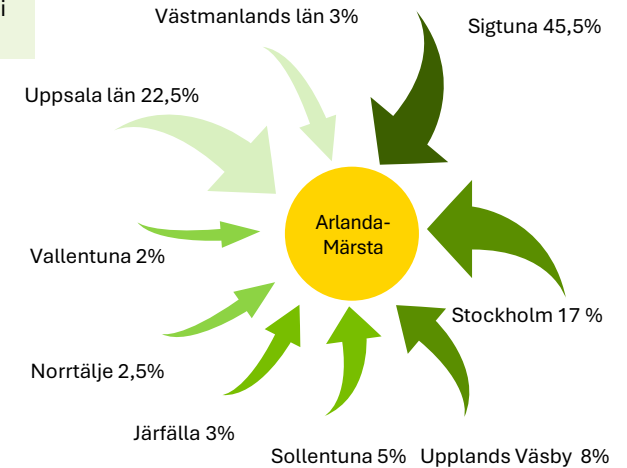 i
Västmanlands län 3%
Sigtuna 45,5%
Uppsala län 22,5%
Arlanda-
Märsta
Vallentuna 2%
Stockholm 17 %
Norrtälje 2,5%
Järfälla 3%
Sollentuna 5%
Upplands Väsby 8%